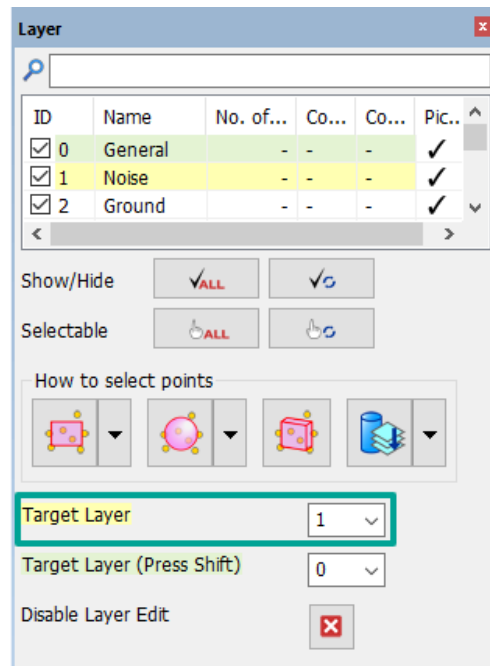 Layer
ID Name No. of... Co... Co... Pic..
0 General - - -
1 Noise - - -
2 Ground - - -
Show/Hide ALL
Selectable ALL
How to select points
Target Layer 1
Target Layer (Press Shift) 0
Disable Layer Edit